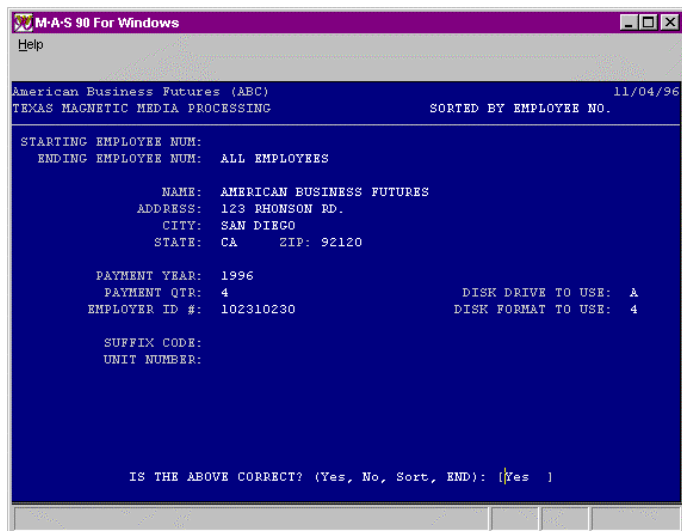 M·A·S 90 For Windows
Help
American Business Futures (ABC) 11/04/96
TEXAS MAGNETIC MEDIA PROCESSING SORTED BY EMPLOYEE NO.
STARTING EMPLOYEE NUM:
ENDING EMPLOYEE NUM: ALL EMPLOYEES
NAME: AMERICAN BUSINESS FUTURES
ADDRESS: 123 RHONSON RD.
CITY: SAN DIEGO
STATE: CA ZIP: 92120
PAYMENT YEAR: 1996
PAYMENT QTR: 4 DISK DRIVE TO USE: A
EMPLOYER ID #: 102310230 DISK FORMAT TO USE: 4
SUFFIX CODE:
UNIT NUMBER:
IS THE ABOVE CORRECT? (Yes, No, Sort, END): [Yes ]